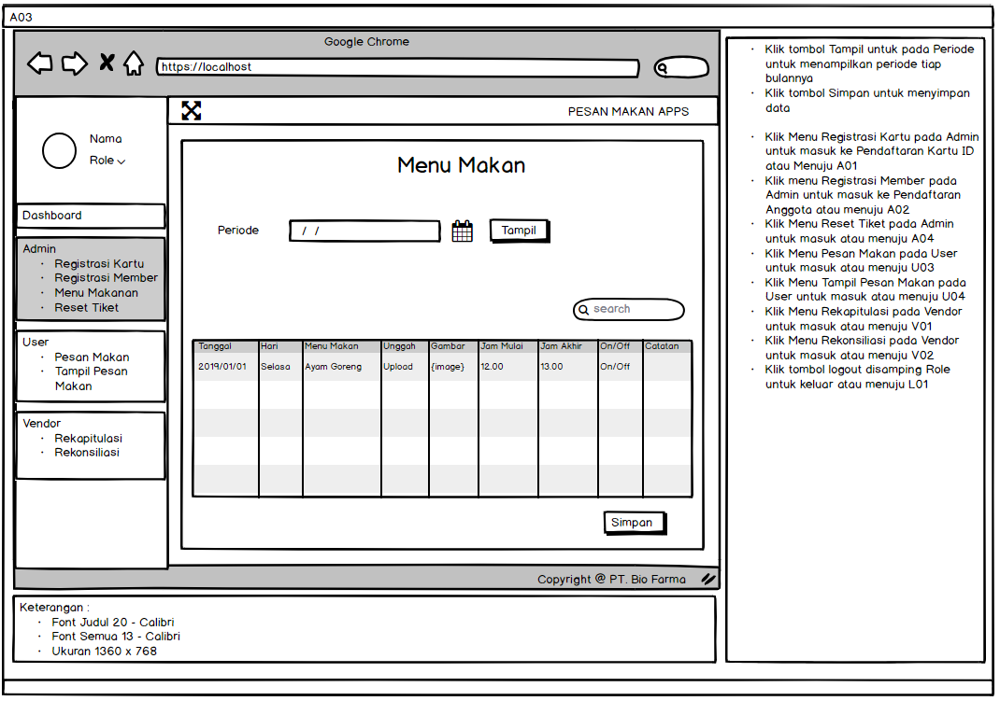 A03
Google Chrome
https://localhost
PESAN MAKAN APPS
Nama
Role
Dashboard
Admin
· Registrasi Kartu
· Registrasi Member
· Menu Makanan
· Reset Tiket
User
· Pesan Makan
· Tampil Pesan
Makan
Vendor
· Rekapitulasi
· Rekonsiliasi
Menu Makan
Periode / / Tampil
search
Tanggal Hari Menu Makan Unggah Gambar Jam Mulai Jam Akhir On/Off Catatan
2019/01/01 Selasa Ayam Goreng Upload {image} 12.00 13.00 On/Off
Simpan
Copyright @ PT. Bio Farma
Keterangan :
· Font Judul 20 - Calibri
· Font Semua 13 - Calibri
· Ukuran 1360 x 768
· Klik tombol Tampil untuk pada Periode
untuk menampilkan periode tiap
bulannya
· Klik tombol Simpan untuk menyimpan
data
· Klik Menu Registrasi Kartu pada Admin
untuk masuk ke Pendaftaran Kartu ID
atau Menuju A01
· Klik menu Registrasi Member pada
Admin untuk masuk ke Pendaftaran
Anggota atau menuju A02
· Klik Menu Reset Tiket pada Admin
untuk masuk atau menuju A04
· Klik Menu Pesan Makan pada User
untuk masuk atau menuju U03
· Klik Menu Tampil Pesan Makan pada
User untuk masuk atau menuju U04
· Klik Menu Rekapitulasi pada Vendor
untuk masuk atau menuju V01
· Klik Menu Rekonsiliasi pada Vendor
untuk masuk atau menuju V02
· Klik tombol logout disamping Role
untuk keluar atau menuju L01